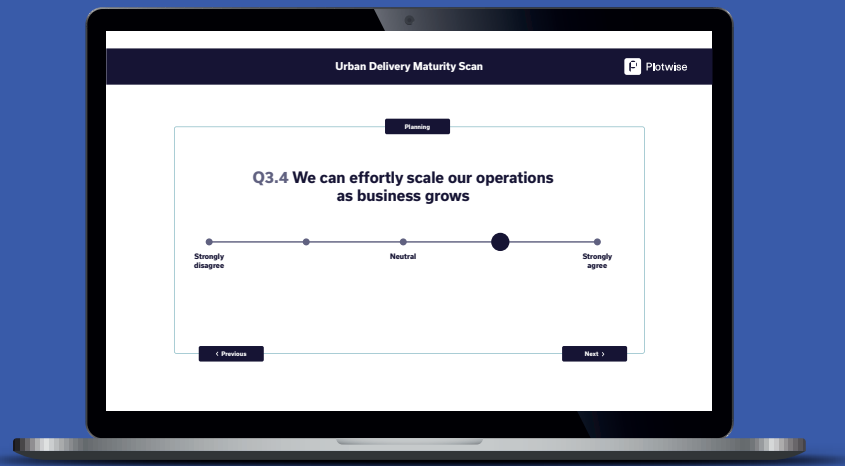 Urban Delivery Maturity Scan
Plotwise
Planning
Q3.4 We can effortly scale our operations
as business grows
Strongly
disagree
Neutral
Strongly
agree
‹ Previous
Next ›